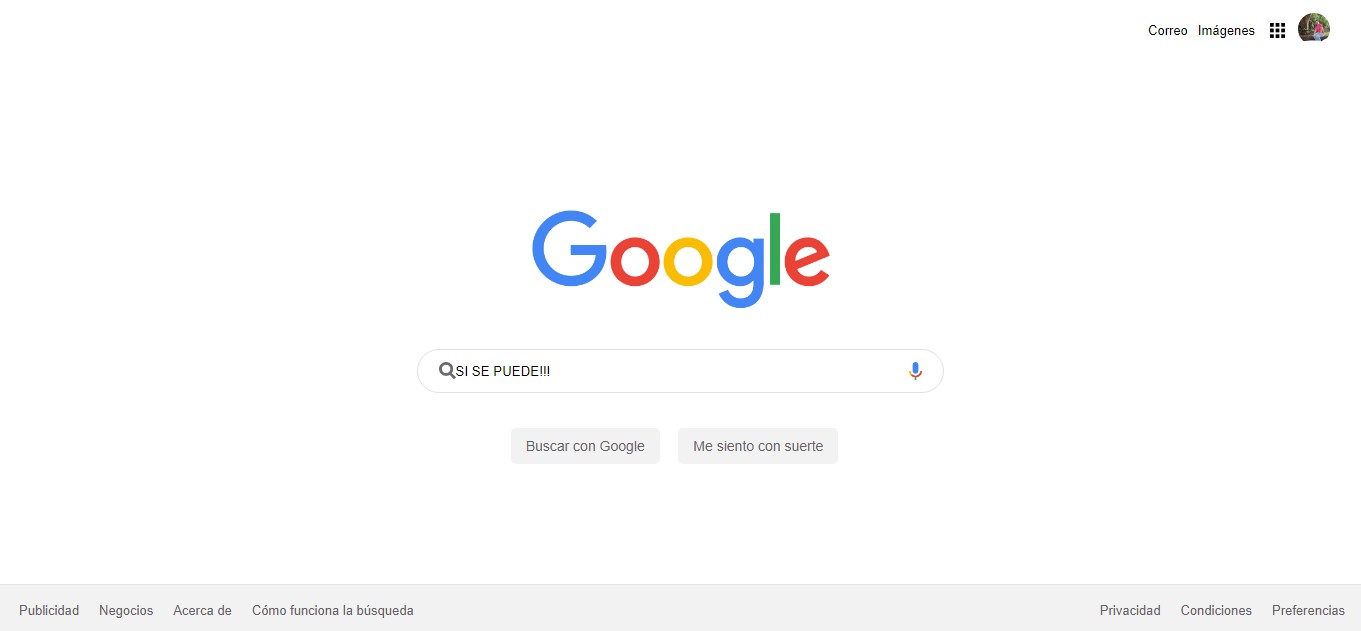 Correo Imágenes
Google
SI SE PUEDE!!!
Buscar con Google Me siento con suerte
Publicidad Negocios Acerca de Cómo funciona la búsqueda Privacidad Condiciones Preferencias